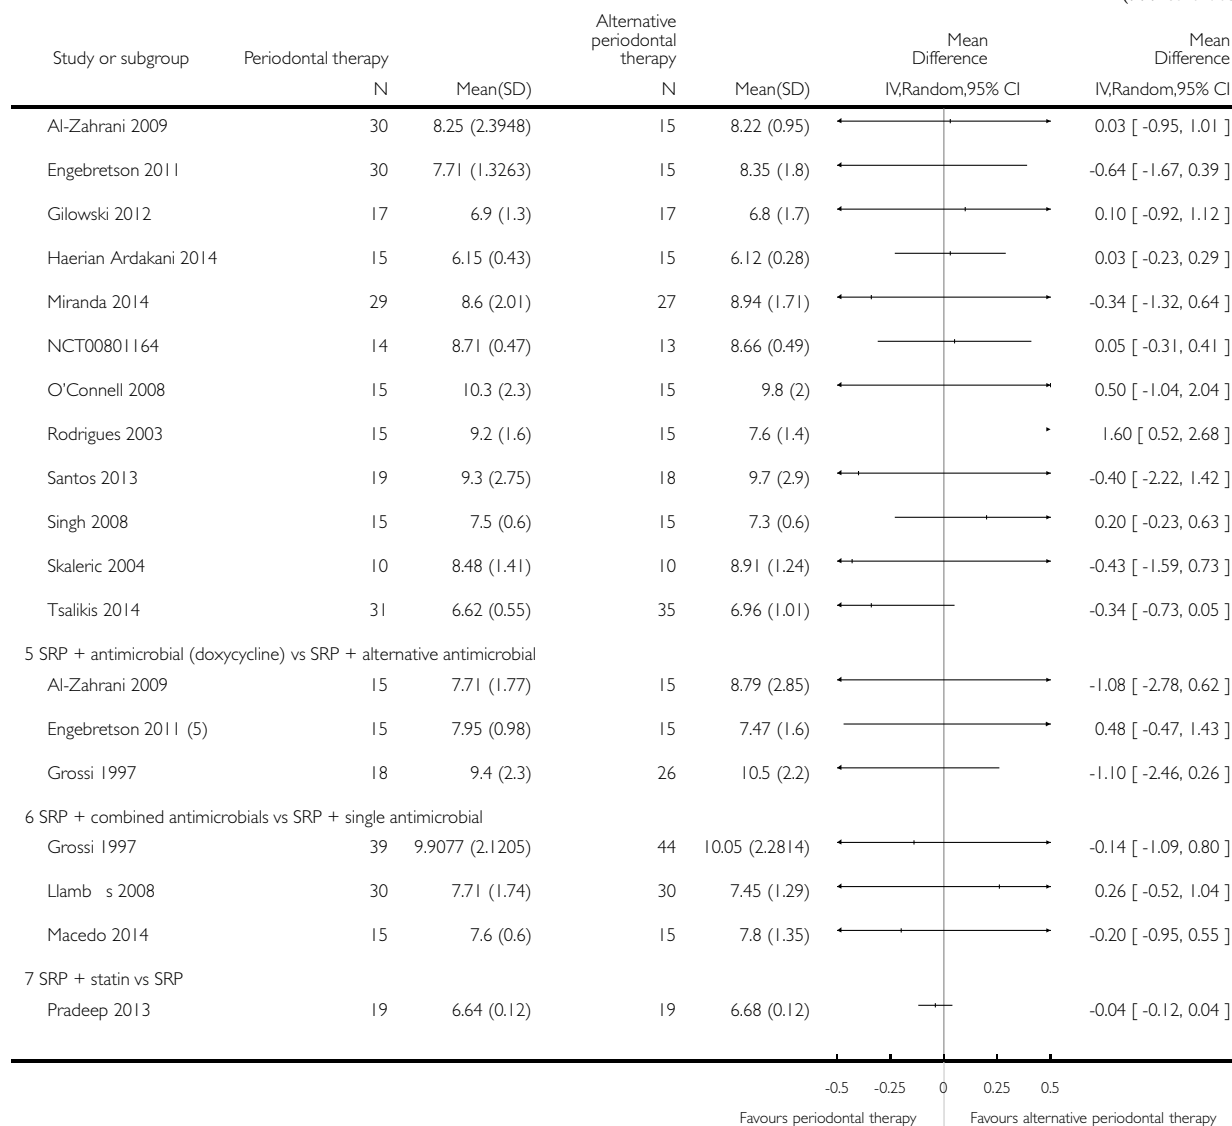 Alternative
periodontal
therapy
Study or subgroup Periodontal therapy Mean Difference Mean Difference
N Mean(SD) N Mean(SD) IV,Random,95% CI IV,Random,95% CI
Al-Zahrani 2009 30 8.25 (2.3948) 15 8.22 (0.95) 0.03 [ -0.95, 1.01 ]
Engebretson 2011 30 7.71 (1.3263) 15 8.35 (1.8) -0.64 [ -1.67, 0.39 ]
Gilowski 2012 17 6.9 (1.3) 17 6.8 (1.7) 0.10 [ -0.92, 1.12 ]
Haerian Ardakani 2014 15 6.15 (0.43) 15 6.12 (0.28) 0.03 [ -0.23, 0.29 ]
Miranda 2014 29 8.6 (2.01) 27 8.94 (1.71) -0.34 [ -1.32, 0.64 ]
NCT00801164 14 8.71 (0.47) 13 8.66 (0.49) 0.05 [ -0.31, 0.41 ]
O'Connell 2008 15 10.3 (2.3) 15 9.8 (2) 0.50 [ -1.04, 2.04 ]
Rodrigues 2003 15 9.2 (1.6) 15 7.6 (1.4) 1.60 [ 0.52, 2.68 ]
Santos 2013 19 9.3 (2.75) 18 9.7 (2.9) -0.40 [ -2.22, 1.42 ]
Singh 2008 15 7.5 (0.6) 15 7.3 (0.6) 0.20 [ -0.23, 0.63 ]
Skaleric 2004 10 8.48 (1.41) 10 8.91 (1.24) -0.43 [ -1.59, 0.73 ]
Tsalikis 2014 31 6.62 (0.55) 35 6.96 (1.01) -0.34 [ -0.73, 0.05 ]
5 SRP + antimicrobial (doxycycline) vs SRP + alternative antimicrobial
Al-Zahrani 2009 15 7.71 (1.77) 15 8.79 (2.85) -1.08 [ -2.78, 0.62 ]
Engebretson 2011 (5) 15 7.95 (0.98) 15 7.47 (1.6) 0.48 [ -0.47, 1.43 ]
Grossi 1997 18 9.4 (2.3) 26 10.5 (2.2) -1.10 [ -2.46, 0.26 ]
6 SRP + combined antimicrobials vs SRP + single antimicrobial
Grossi 1997 39 9.9077 (2.1205) 44 10.05 (2.2814) -0.14 [ -1.09, 0.80 ]
Llamb s 2008 30 7.71 (1.74) 30 7.45 (1.29) 0.26 [ -0.52, 1.04 ]
Macedo 2014 15 7.6 (0.6) 15 7.8 (1.35) -0.20 [ -0.95, 0.55 ]
7 SRP + statin vs SRP
Pradeep 2013 19 6.64 (0.12) 19 6.68 (0.12) -0.04 [ -0.12, 0.04 ]
-0.5 -0.25 0 0.25 0.5
Favours periodontal therapy Favours alternative periodontal therapy